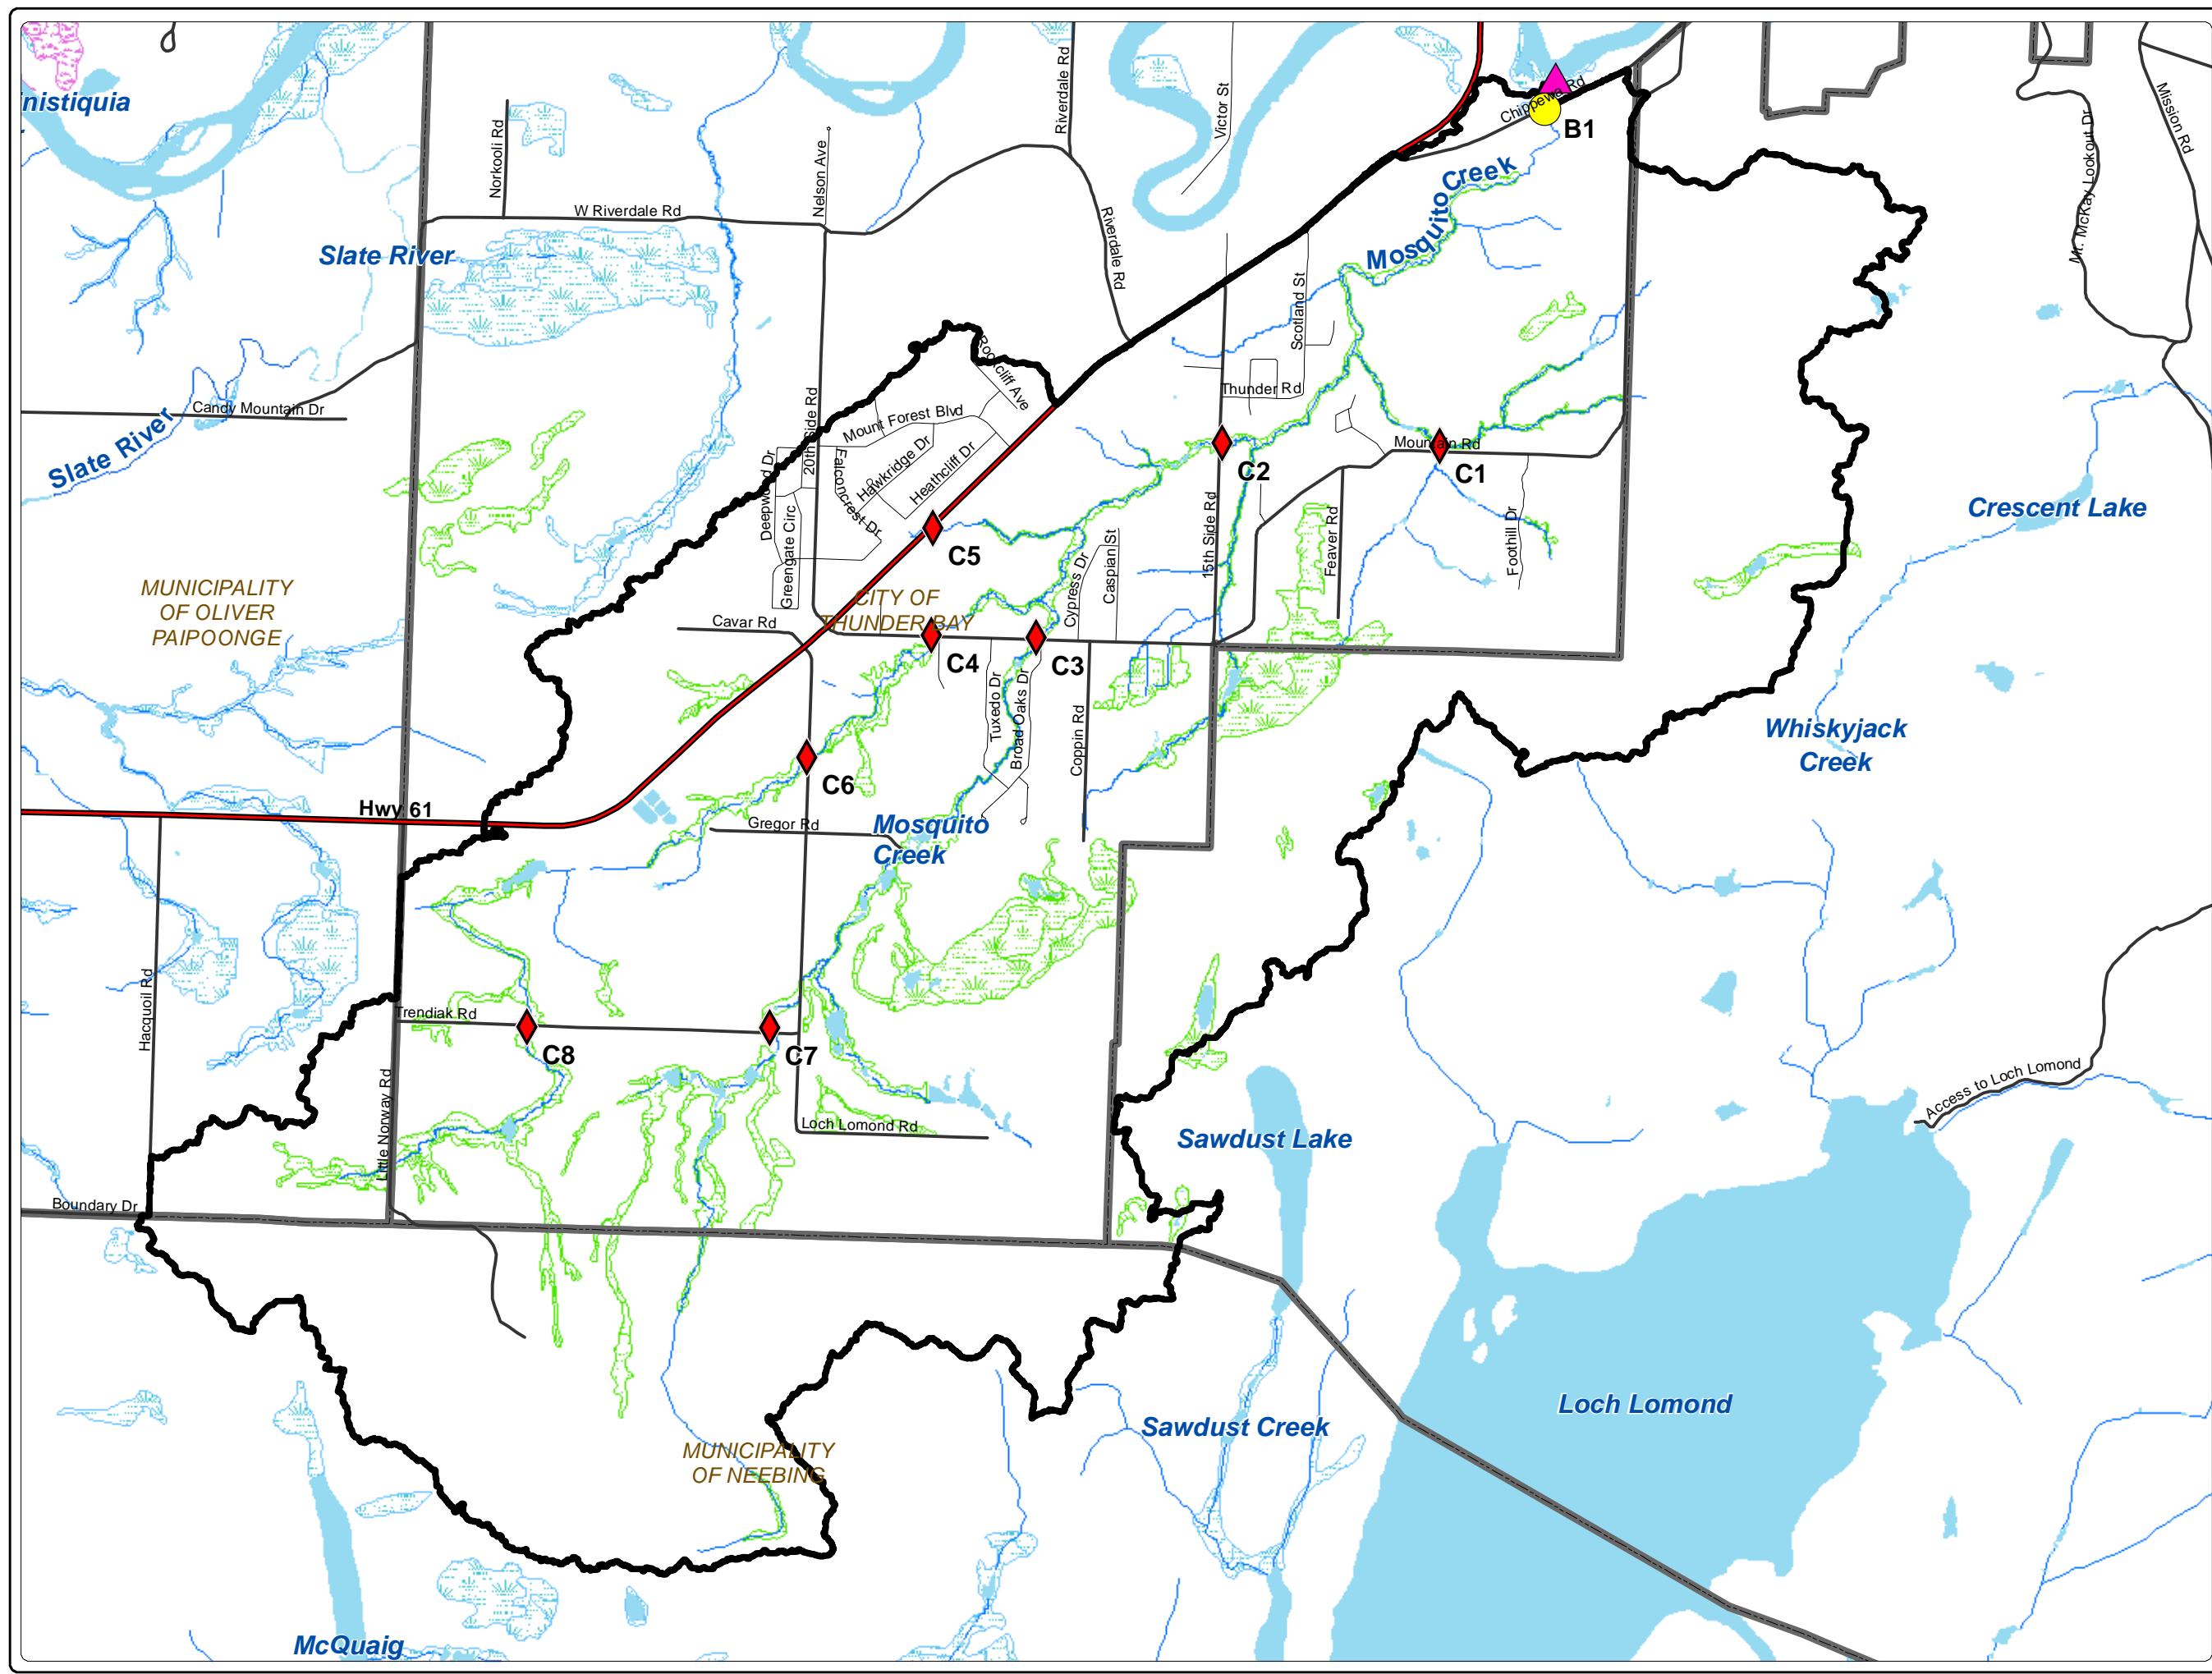 nistiquia
Riverdale Rd
Victor St
Chippewa Rd
B1
Mission Rd
Mt. McKay Lookout Dr
Norkooli Rd
Nelson Ave
W Riverdale Rd
Mosquito Creek
Slate River
Riverdale Rd
Scotland St
Rockcliff Ave
Thunder Rd
Candy Mountain Dr
Slate River
20th Side Rd
Mount Forest Blvd
Hawkridge Dr
Heathcliff Dr
Falconcrest Dr
Deepwood Dr
Greengate Circ
Mountain Rd
C2
C1
15th Side Rd
Feaver Rd
Foothill Dr
Crescent Lake
C5
Cypress Dr
Caspian St
MUNICIPALITY
OF OLIVER
PAIPOONGE
CITY OF
THUNDER BAY
Cavar Rd
C4
C3
Tuxedo Dr
Broad Oaks Dr
Coppin Rd
Whiskyjack
Creek
C6
Hwy 61
Gregor Rd
Mosquito
Creek
Hacquoil Rd
Trendiak Rd
C8
C7
Little Norway Rd
Loch Lomond Rd
Access to Loch Lomond
Sawdust Lake
Boundary Dr
Loch Lomond
Sawdust Creek
MUNICIPALITY
OF NEEBING
McQuaig